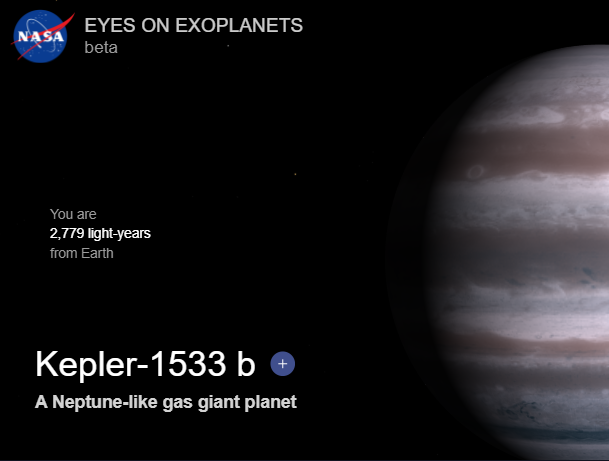 NASA
EYES ON EXOPLANETS
beta
You are
2,779 light-years
from Earth
Kepler-1533 b +
A Neptune-like gas giant planet